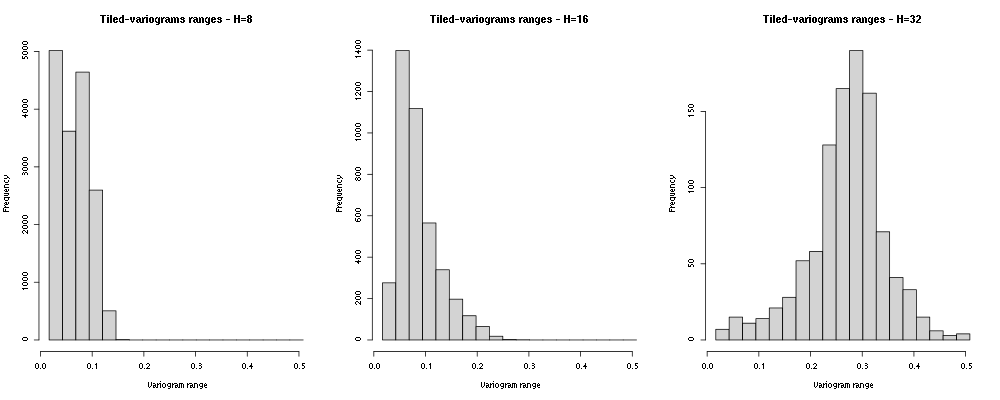 Tiled-variograms ranges - H=8
Tiled-variograms ranges - H=16
Tiled-variograms ranges - H=32
Frequency
0
1000
2000
3000
4000
5000
0.0 0.1 0.2 0.3 0.4 0.5
Variogram range
Frequency
0
200
400
600
800
1000
1200
1400
0.0 0.1 0.2 0.3 0.4 0.5
Variogram range
Frequency
0
50
100
150
0.0 0.1 0.2 0.3 0.4 0.5
Variogram range